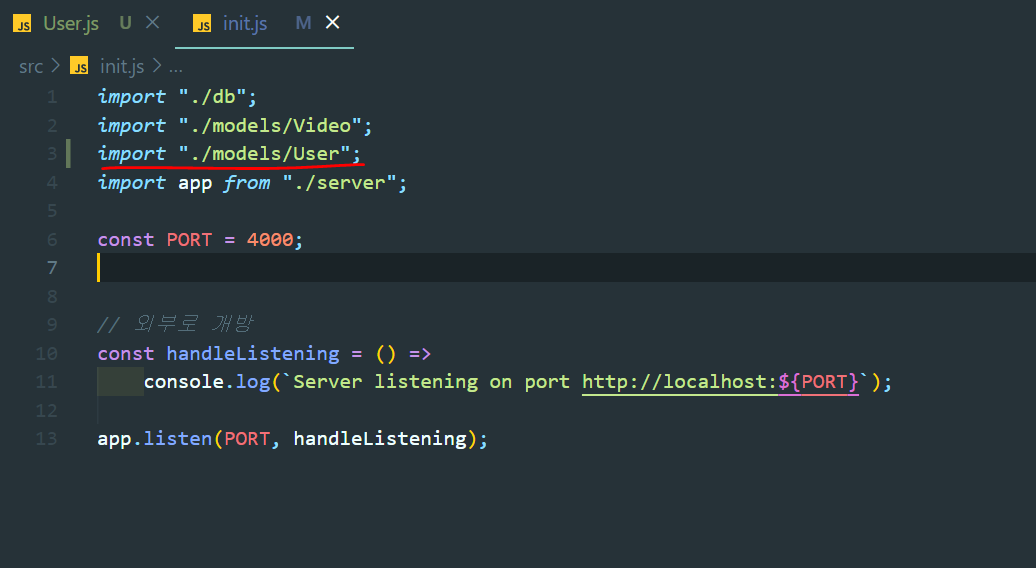 JS User.js U
JS init.js M
src > JS init.js > ...
1 import "./db";
2 import "./models/Video";
3 import "./models/User";
4 import app from "./server";
5
6 const PORT = 4000;
7
8
9 // 외부로 개방
10 const handleListening = () =>
11 console.log(`Server listening on port http://localhost:${PORT}`);
12
13 app.listen(PORT, handleListening);